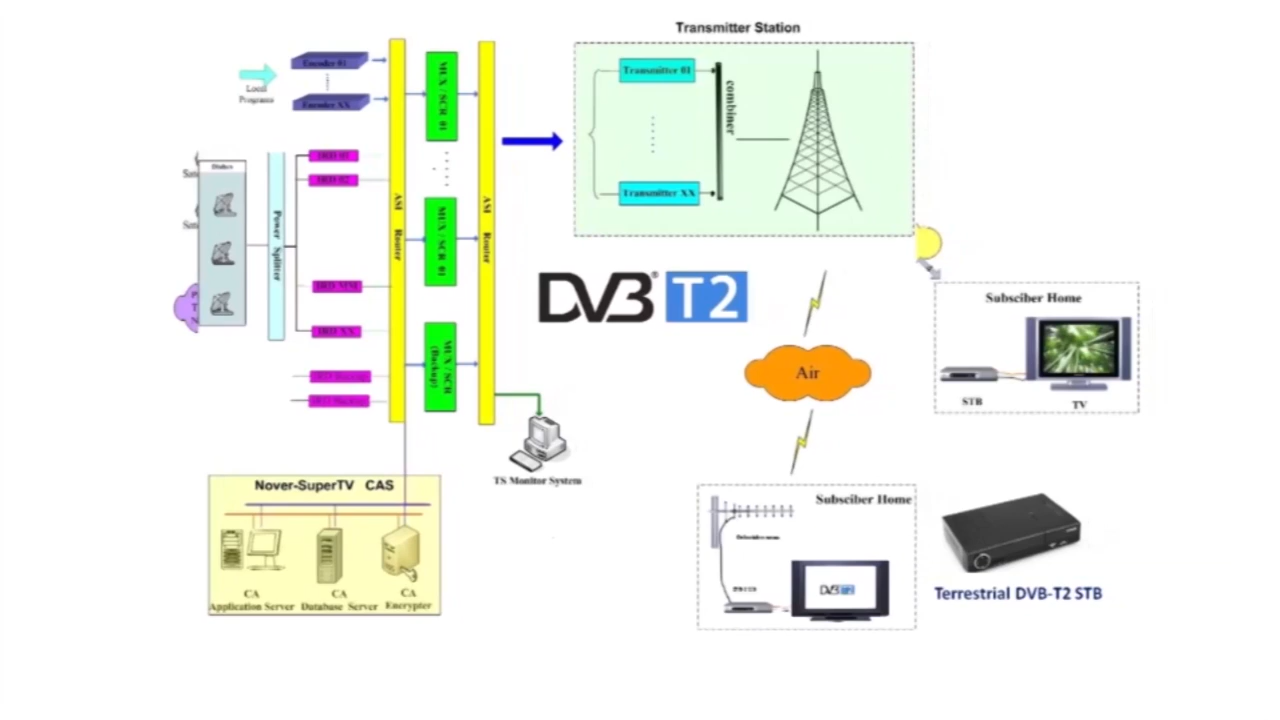 Transmitter Station
Encoder 01
Local
Programs
Encoder XX
Transmitter 01
combiner
Transmitter XX
MUX / SCR 01
IRD 01
IRD 02
Dishes
Power Splitter
ASI Router
MUX / SCR 01
ASI Router
IRD MM
IRD XX
MUX / SCR
(Backup)
DVB® T2
Air
Subsciber Home
STB
TV
TS Monitor System
Nover-SuperTV CAS
CA
Application Server
CA
Database Server
CA
Encrypter
Subsciber Home
DVB T2
Terrestrial DVB-T2 STB